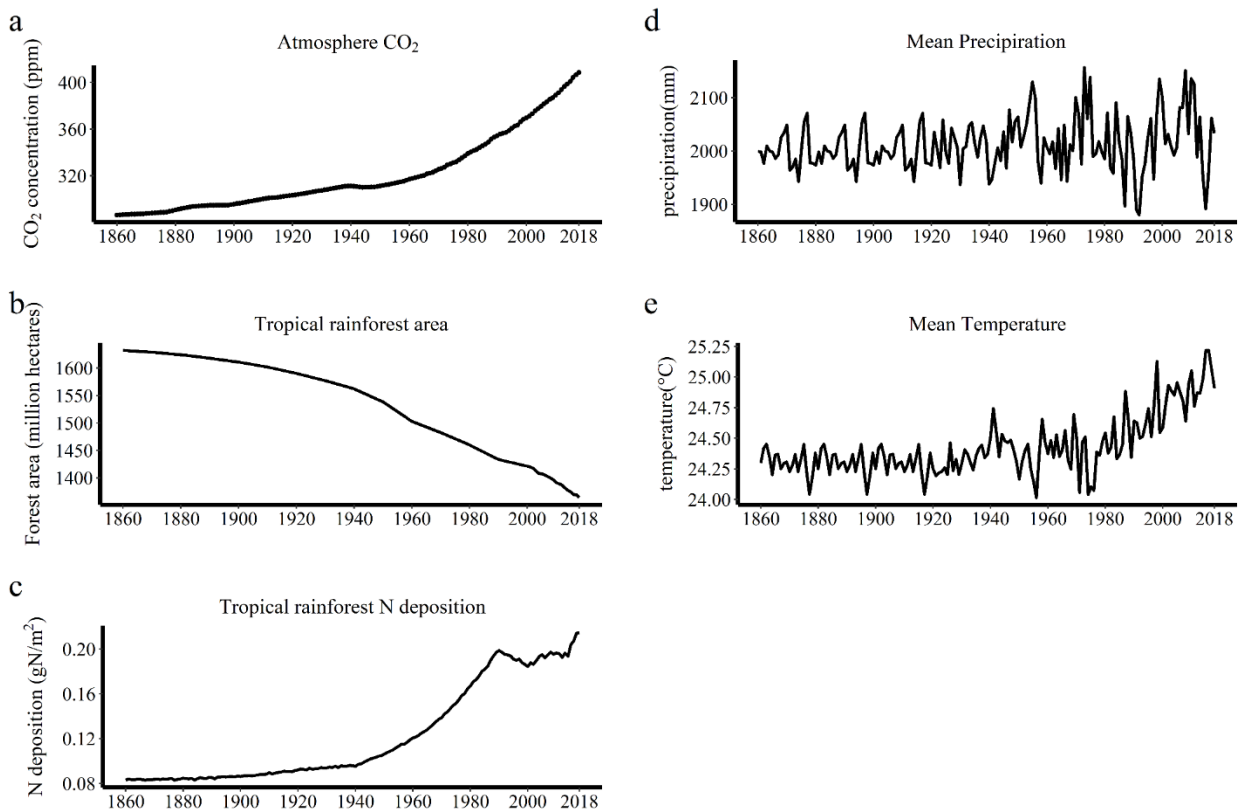 a
Atmosphere CO₂
CO₂ concentration (ppm)
400
360
320
1860 1880 1900 1920 1940 1960 1980 2000 2018
b
Tropical rainforest area
Forest area (million hectares)
1600
1550
1500
1450
1400
1860 1880 1900 1920 1940 1960 1980 2000 2018
c
Tropical rainforest N deposition
N deposition (gN/m²)
0.20
0.16
0.12
0.08
1860 1880 1900 1920 1940 1960 1980 2000 2018
d
Mean Precipiration
precipiration(mm)
2100
2000
1900
1860 1880 1900 1920 1940 1960 1980 2000 2018
e
Mean Temperature
temperature(°C)
25.25
25.00
24.75
24.50
24.25
24.00
1860 1880 1900 1920 1940 1960 1980 2000 2018